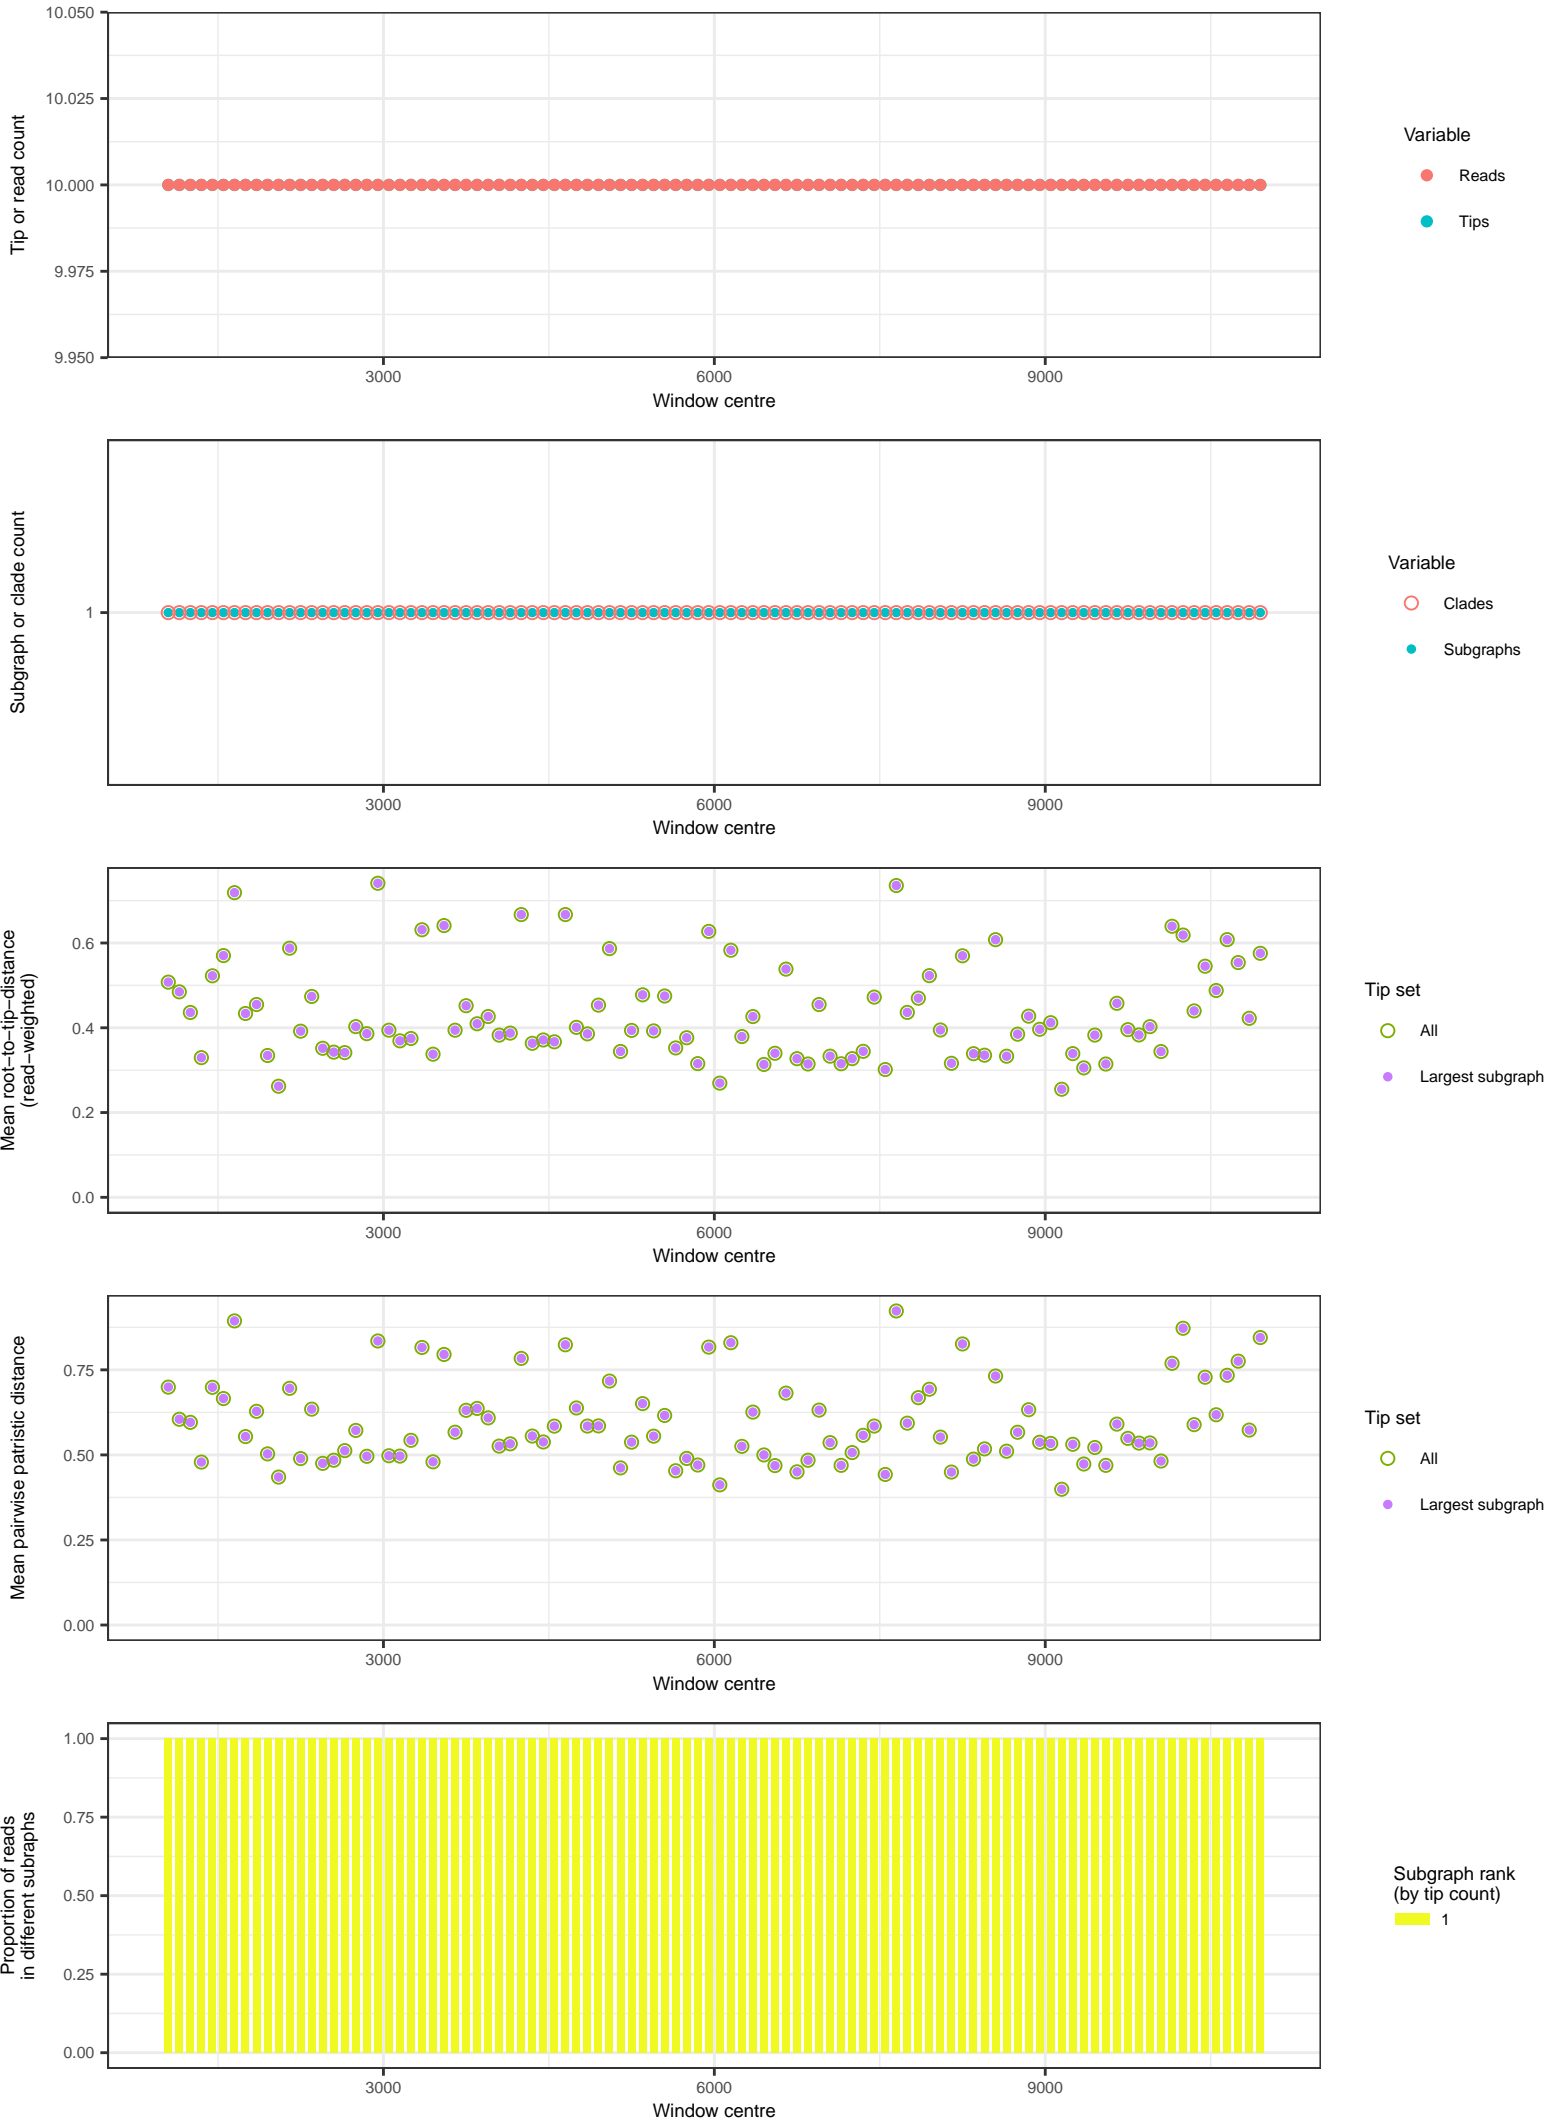 10.050
10.025
10.000
9.975
9.950
Tip or read count
3000
6000
9000
Window centre
Variable
Reads
Tips
1
Subgraph or clade count
3000
6000
9000
Window centre
Variable
Clades
Subgraphs
0.6
0.4
0.2
0.0
Mean root−to−tip−distance
(read−weighted)
3000
6000
9000
Window centre
Tip set
All
Largest subgraph
0.75
0.50
0.25
0.00
Mean pairwise patristic distance
3000
6000
9000
Window centre
Tip set
All
Largest subgraph
1.00
0.75
0.50
0.25
0.00
Proportion of reads
in different subraphs
3000
6000
9000
Window centre
Subgraph rank
(by tip count)
1